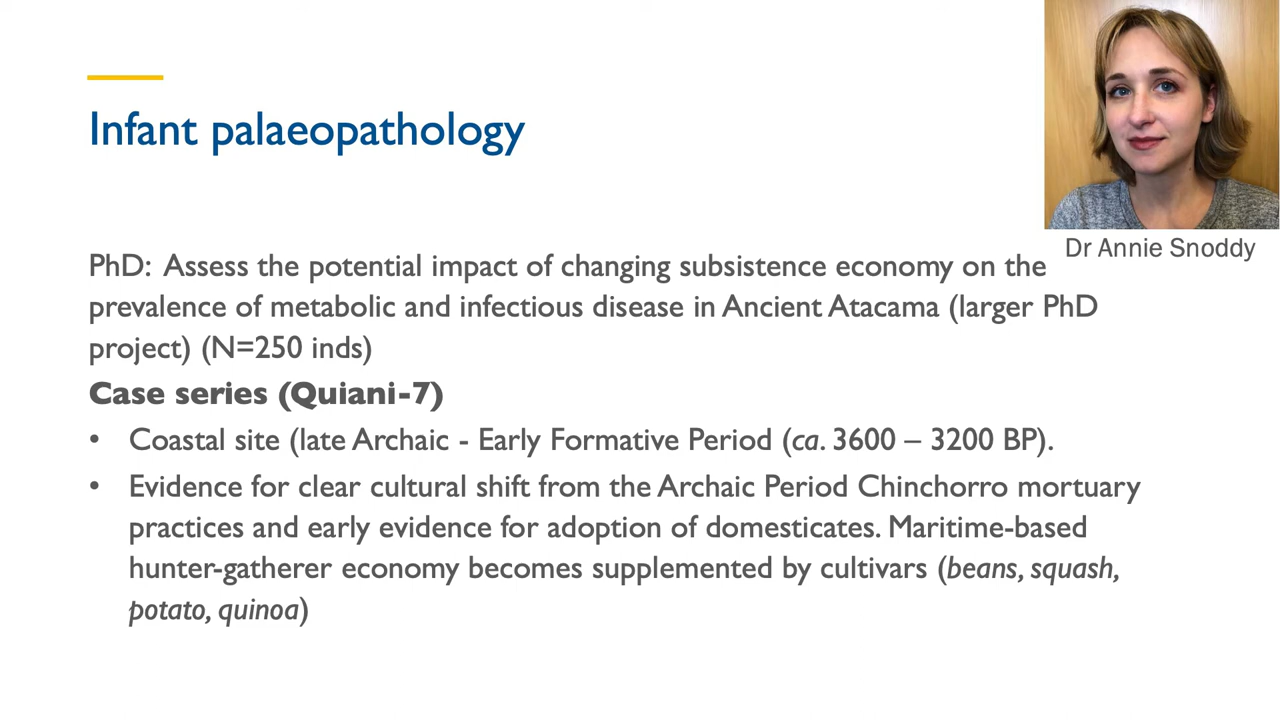 Infant palaeopathology
Dr Annie Snoddy
PhD: Assess the potential impact of changing subsistence economy on the
prevalence of metabolic and infectious disease in Ancient Atacama (larger PhD
project) (N=250 inds)
Case series (Quiani-7)
• Coastal site (late Archaic - Early Formative Period (ca. 3600 – 3200 BP).
• Evidence for clear cultural shift from the Archaic Period Chinchorro mortuary
practices and early evidence for adoption of domesticates. Maritime-based
hunter-gatherer economy becomes supplemented by cultivars (beans, squash,
potato, quinoa)